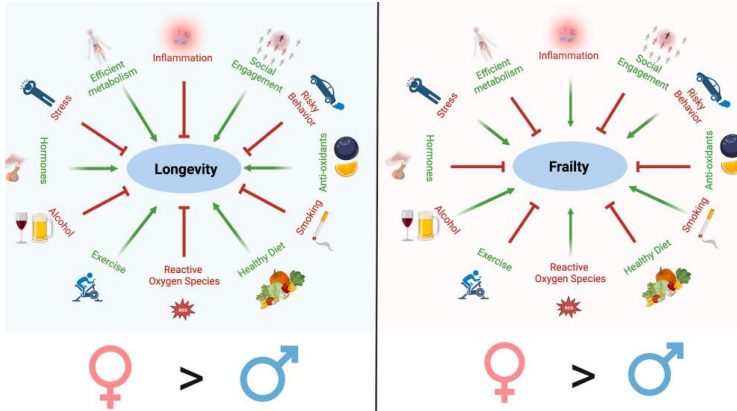 Inflammation
Efficient
metabolism
Social
Engagement
Stress
Risky
Behavior
Hormones
Longevity
Anti-oxidants
Alcohol
Smoking
Exercise
Reactive
Oxygen Species
Healthy Diet
ROS
>
Inflammation
Efficient
metabolism
Social
Engagement
Stress
Risky
Behavior
Hormones
Frailty
Anti-oxidants
Alcohol
Smoking
Exercise
Reactive
Oxygen Species
Healthy Diet
ROS
>